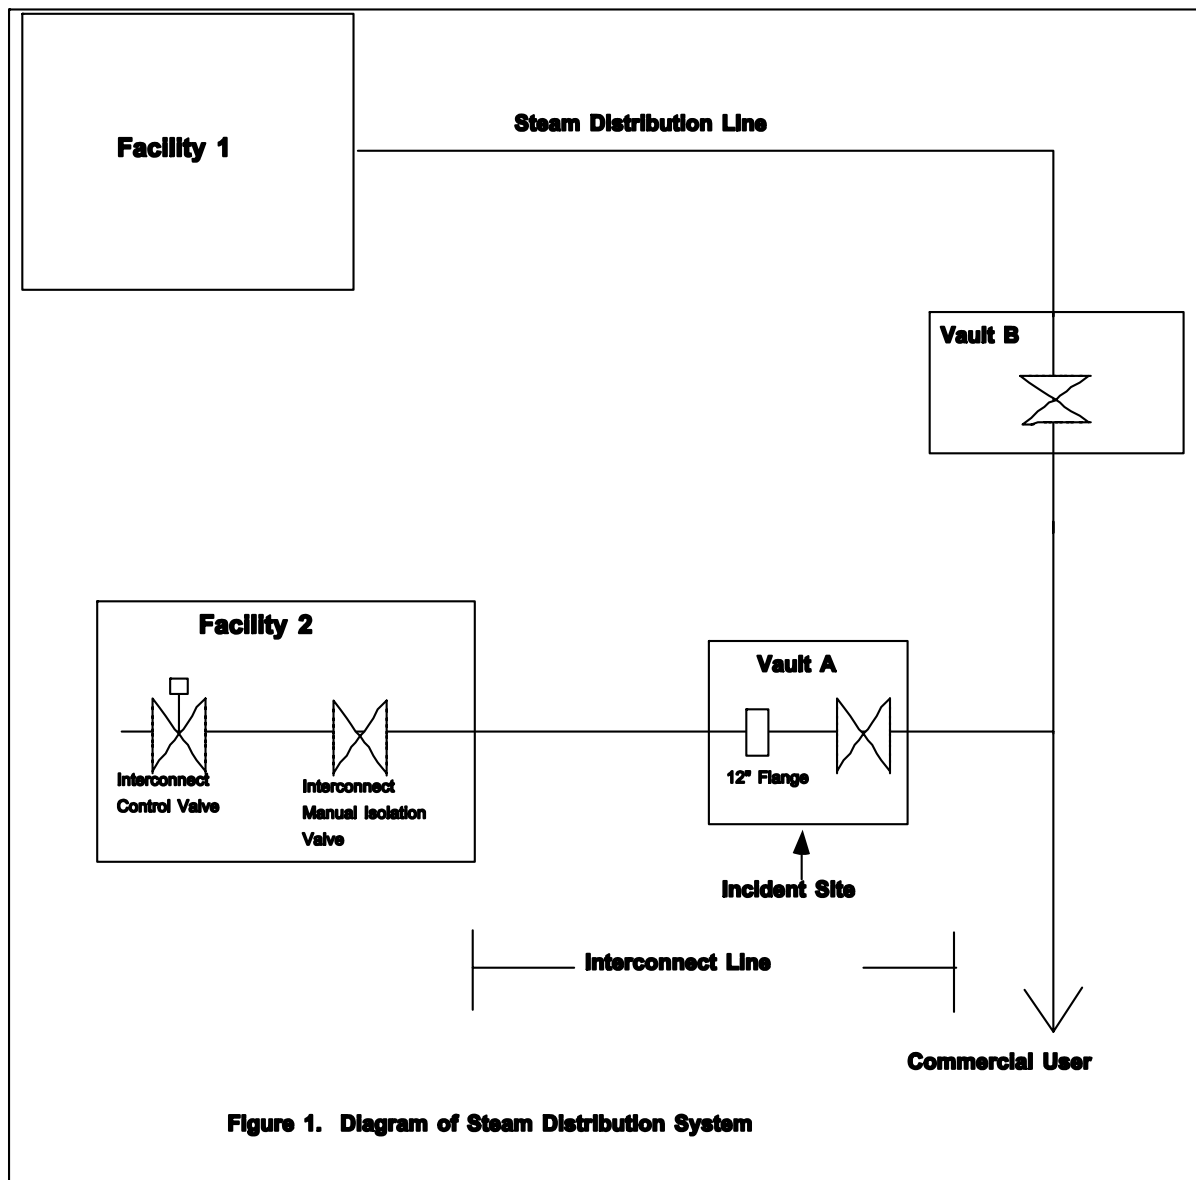 Steam Distribution Line
Facility 1
Vault B
Facility 2
Vault A
Interconnect
Control Valve
Interconnect
Manual Isolation
Valve
12" Flange
Incident Site
Interconnect Line
Commercial User
Figure 1. Diagram of Steam Distribution System